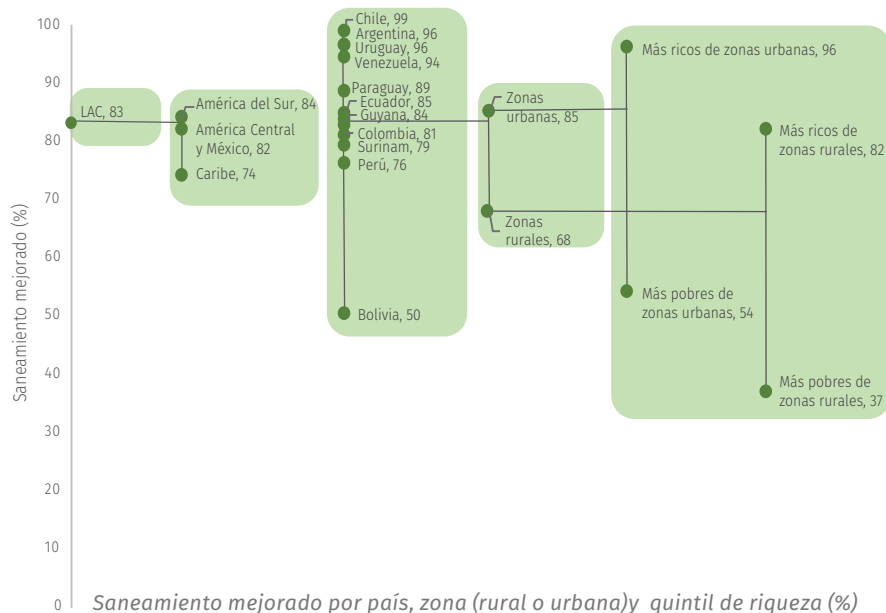 Saneamiento mejorado (%)
100
90
80
70
60
50
40
30
20
10
0
LAC, 83
América del Sur, 84
América Central
y México, 82
Caribe, 74
Chile, 99
Argentina, 96
Uruguay, 96
Venezuela, 94
Paraguay, 89
Ecuador, 85
Guyana, 84
Colombia, 81
Surinam, 79
Perú, 76
Bolivia, 50
Zonas
urbanas, 85
Zonas
rurales, 68
Más ricos de zonas urbanas, 96
Más pobres de
zonas urbanas, 54
Más ricos de
zonas rurales, 82
Más pobres de
zonas rurales, 37
Saneamiento mejorado por país, zona (rural o urbana)y quintil de riqueza (%)